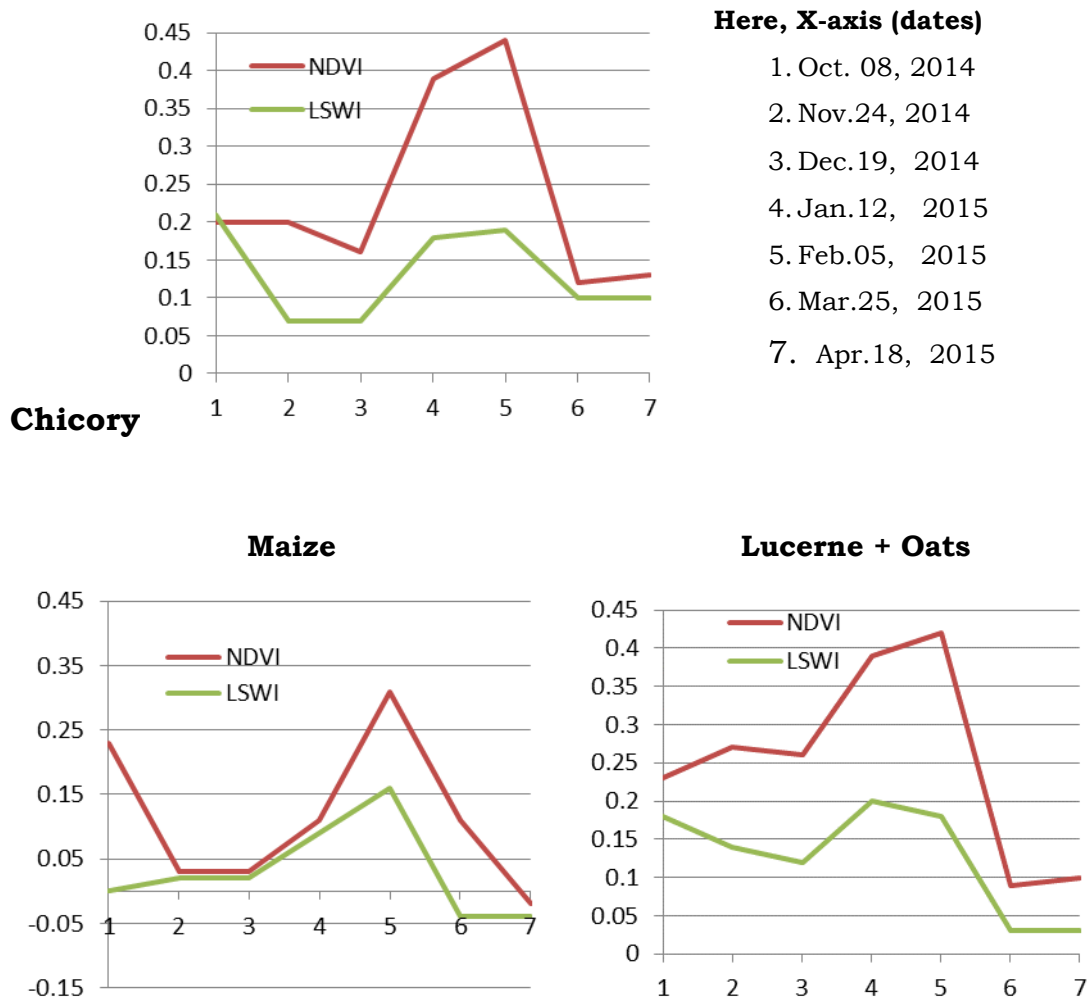 Here, X-axis (dates)
1. Oct. 08, 2014
2. Nov.24, 2014
3. Dec.19, 2014
4. Jan.12, 2015
5. Feb.05, 2015
6. Mar.25, 2015
7. Apr.18, 2015
0.45
0.4
0.35
0.3
0.25
0.2
0.15
0.1
0.05
0
NDVI
LSWI
1 2 3 4 5 6 7
Chicory
Maize
0.45
0.35
0.25
0.15
0.05
-0.05
-0.15
NDVI
LSWI
1 2 3 4 5 6 7
Lucerne + Oats
0.45
0.4
0.35
0.3
0.25
0.2
0.15
0.1
0.05
0
NDVI
LSWI
1 2 3 4 5 6 7